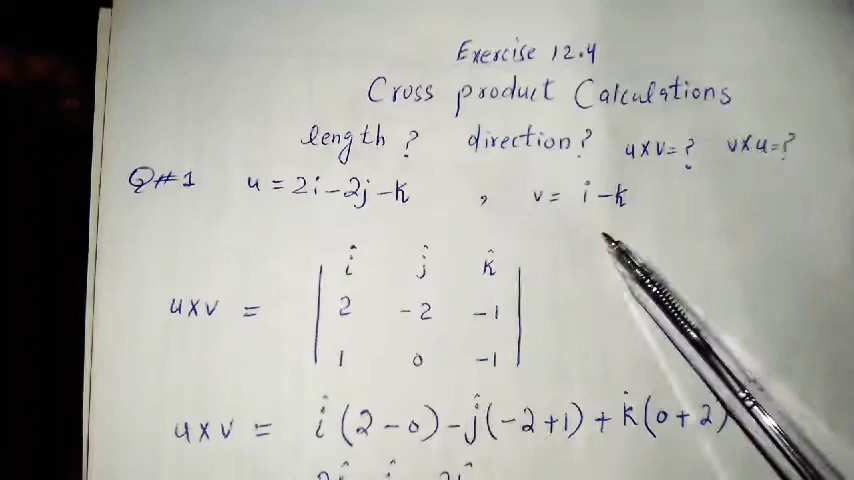 Exercise 12.4
Cross product Calculations
length ? direction? u×v=? v×u=?
Q#1 u = 2i-2j-k , v = i-k
î ĵ k̂
u×v = 2 -2 -1
1 0 -1
u×v = î(2-0)-ĵ(-2+1)+k̂(0+2)